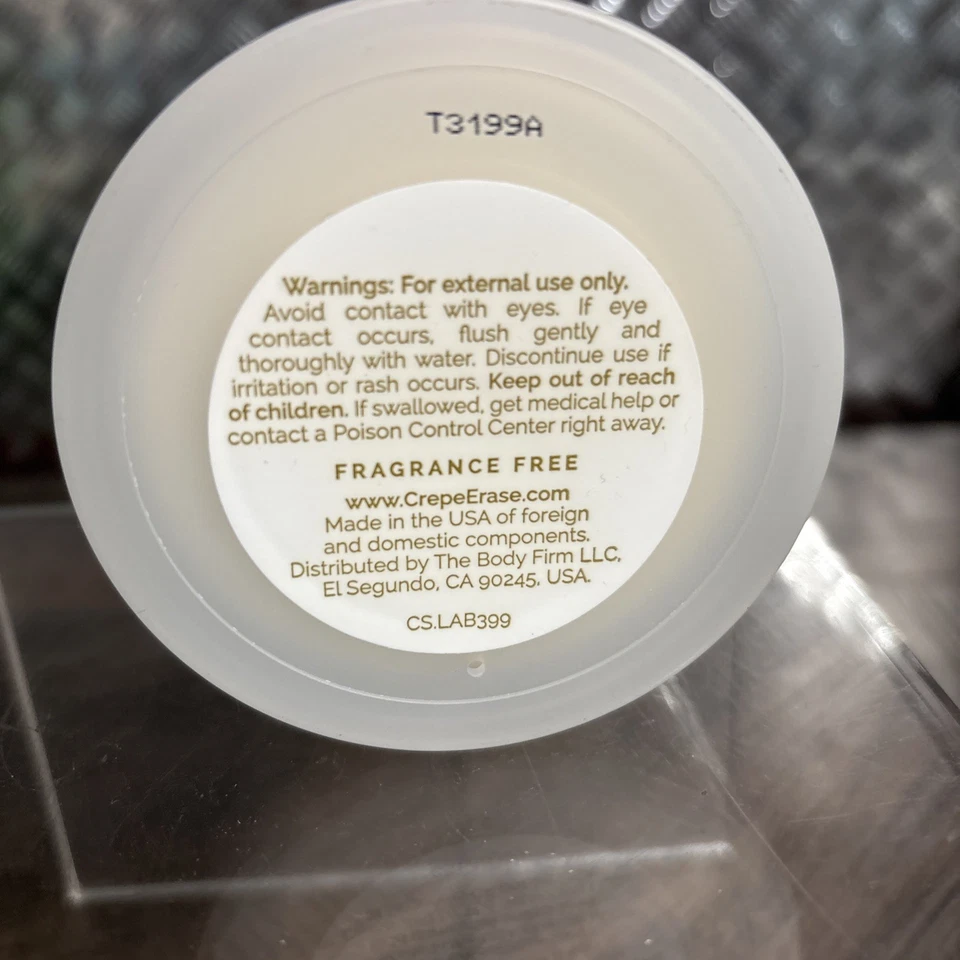 T3199A
Warnings: For external use only.
Avoid contact with eyes. If eye
contact occurs, flush gently and
thoroughly with water. Discontinue use if
irritation or rash occurs. Keep out of reach
of children. If swallowed, get medical help or
contact a Poison Control Center right away.
FRAGRANCE FREE
www.CrepeErase.com
Made in the USA of foreign
and domestic components.
Distributed by The Body Firm LLC,
El Segundo, CA 90245. USA.
CS.LAB399